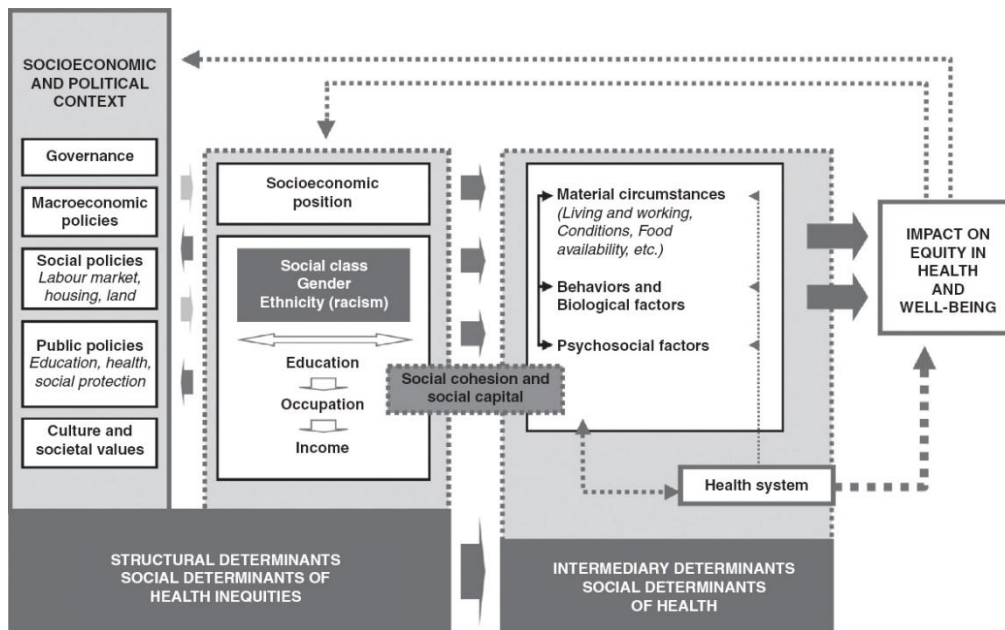 SOCIOECONOMIC
AND POLITICAL
CONTEXT
Governance
Macroeconomic
policies
Social policies
Labour market,
housing, land
Public policies
Education, health,
social protection
Culture and
societal values
Socioeconomic
position
Social class
Gender
Ethnicity (racism)
Education
Occupation
Income
Social cohesion and
social capital
Material circumstances
(Living and working,
Conditions, Food
availability, etc.)
Behaviors and
Biological factors
Psychosocial factors
Health system
IMPACT ON
EQUITY IN
HEALTH
AND
WELL-BEING
STRUCTURAL DETERMINANTS
SOCIAL DETERMINANTS OF
HEALTH INEQUITIES
INTERMEDIARY DETERMINANTS
SOCIAL DETERMINANTS
OF HEALTH